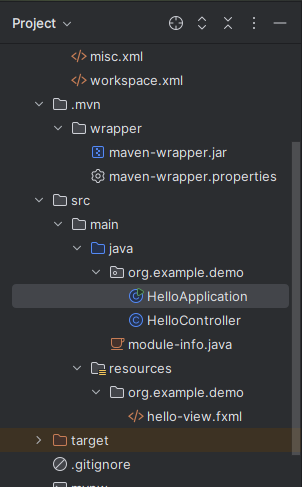 Project
misc.xml
workspace.xml
.mvn
wrapper
maven-wrapper.jar
maven-wrapper.properties
src
main
java
org.example.demo
HelloApplication
HelloController
module-info.java
resources
org.example.demo
hello-view.fxml
target
.gitignore